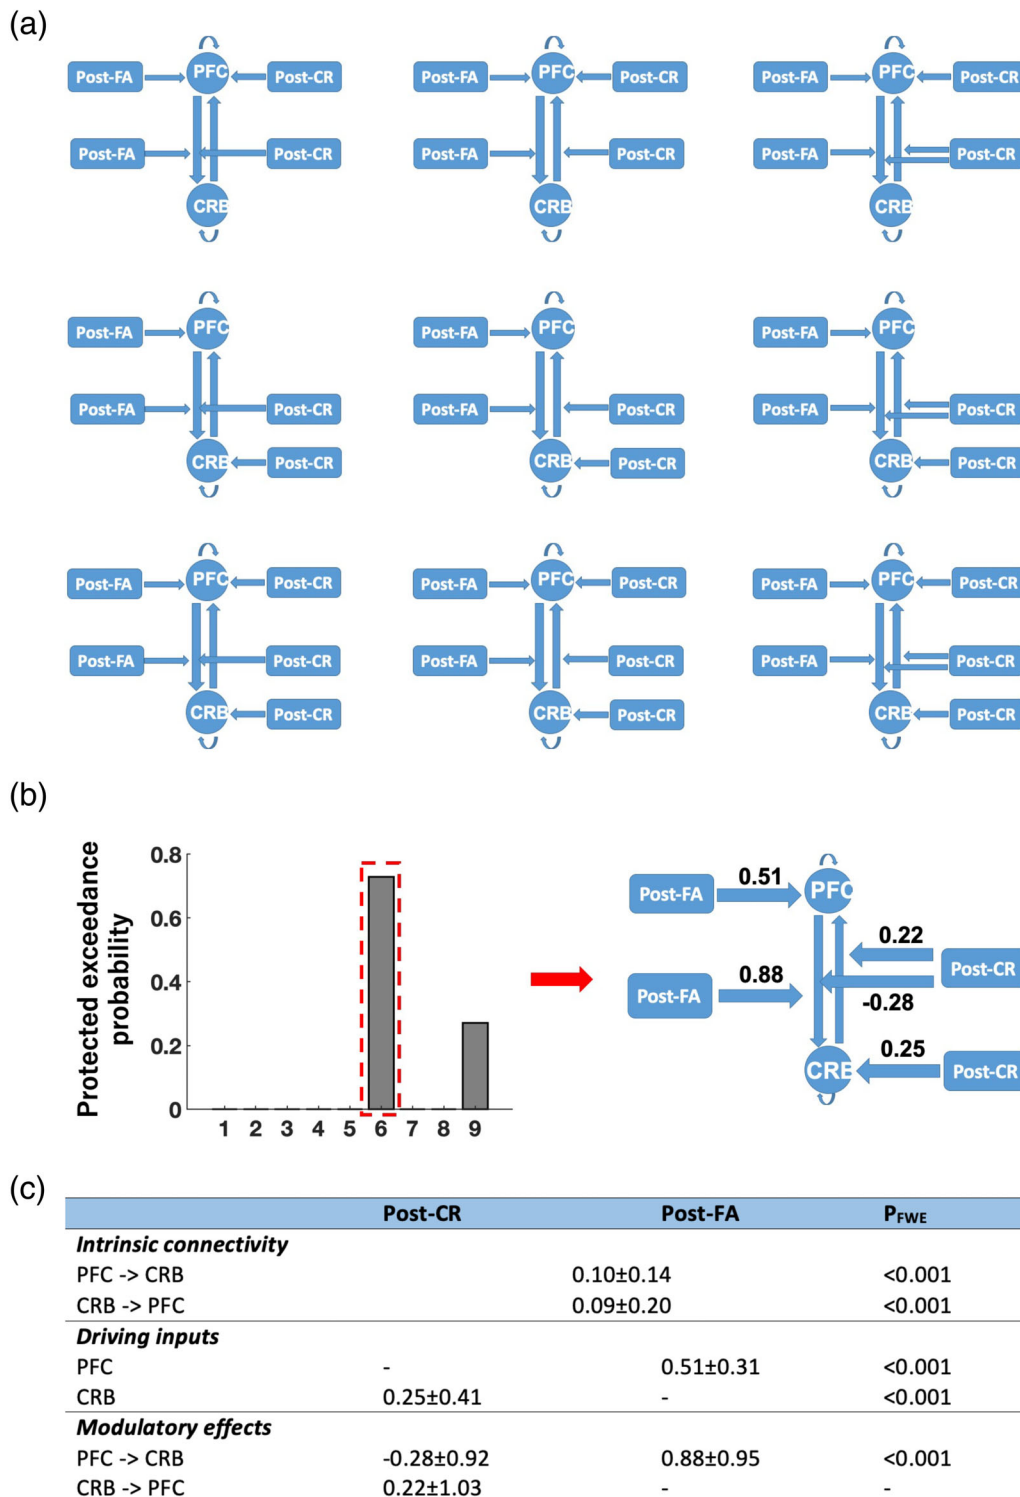 (a)
Post-FA PFC Post-CR Post-FA PFC Post-CR Post-FA PFC Post-CR
Post-FA Post-CR Post-FA Post-CR Post-FA Post-CR
CRB CRB CRB
Post-FA PFC Post-FA PFC Post-FA PFC
Post-FA Post-CR Post-FA Post-CR Post-FA Post-CR
CRB Post-CR CRB Post-CR CRB Post-CR
Post-FA PFC Post-CR Post-FA PFC Post-CR Post-FA PFC Post-CR
Post-FA Post-CR Post-FA Post-CR Post-FA Post-CR
CRB Post-CR CRB Post-CR CRB Post-CR
(b)
Protected exceedance
probability
0.8
0.6
0.4
0.2
0
1 2 3 4 5 6 7 8 9
Post-FA 0.51 PFC
0.22
Post-CR
Post-FA 0.88
-0.28
0.25
CRB Post-CR
(c)
Post-CR Post-FA PFWE
Intrinsic connectivity
PFC -> CRB 0.10±0.14 <0.001
CRB -> PFC 0.09±0.20 <0.001
Driving inputs
PFC - 0.51±0.31 <0.001
CRB 0.25±0.41 - <0.001
Modulatory effects
PFC -> CRB -0.28±0.92 0.88±0.95 <0.001
CRB -> PFC 0.22±1.03 - -